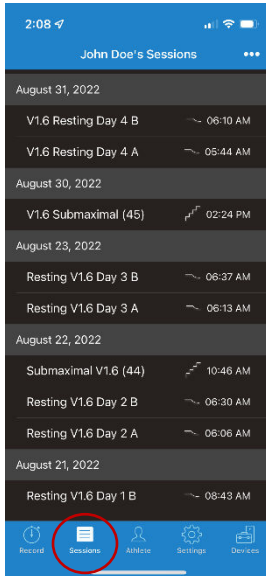 2:08
John Doe's Sessions
August 31, 2022
V1.6 Resting Day 4 B 06:10 AM
V1.6 Resting Day 4 A 05:44 AM
August 30, 2022
V1.6 Submaximal (45) 02:24 PM
August 23, 2022
Resting V1.6 Day 3 B 06:37 AM
Resting V1.6 Day 3 A 06:13 AM
August 22, 2022
Submaximal V1.6 (44) 10:46 AM
Resting V1.6 Day 2 B 06:30 AM
Resting V1.6 Day 2 A 06:06 AM
August 21, 2022
Resting V1.6 Day 1 B 08:43 AM
Record Sessions Athlete Settings Devices